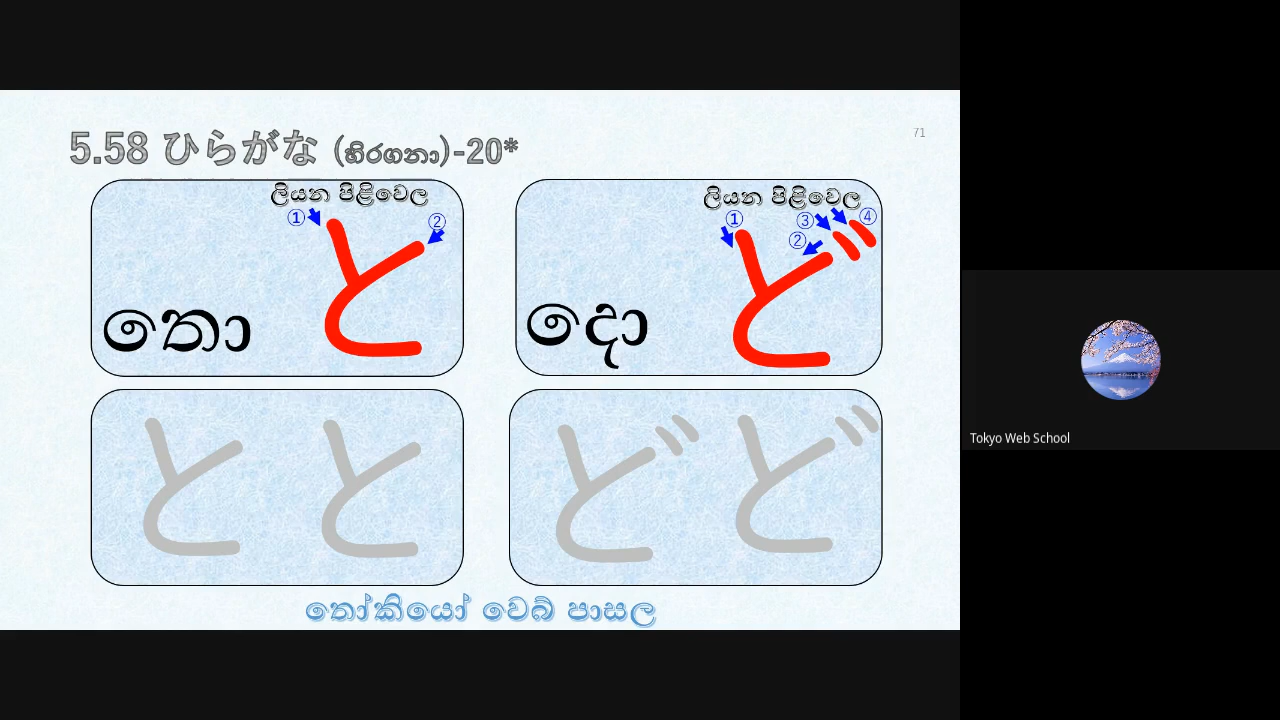 5.58 ひらがな (හිරගනා)-20*
71
ලියන පිළිවෙල
① ②
තො と
ලියන පිළිවෙල
① ② ③ ④
දො ど
と と
ど ど
තෝකියෝ වෙබ් පාසල
Tokyo Web School